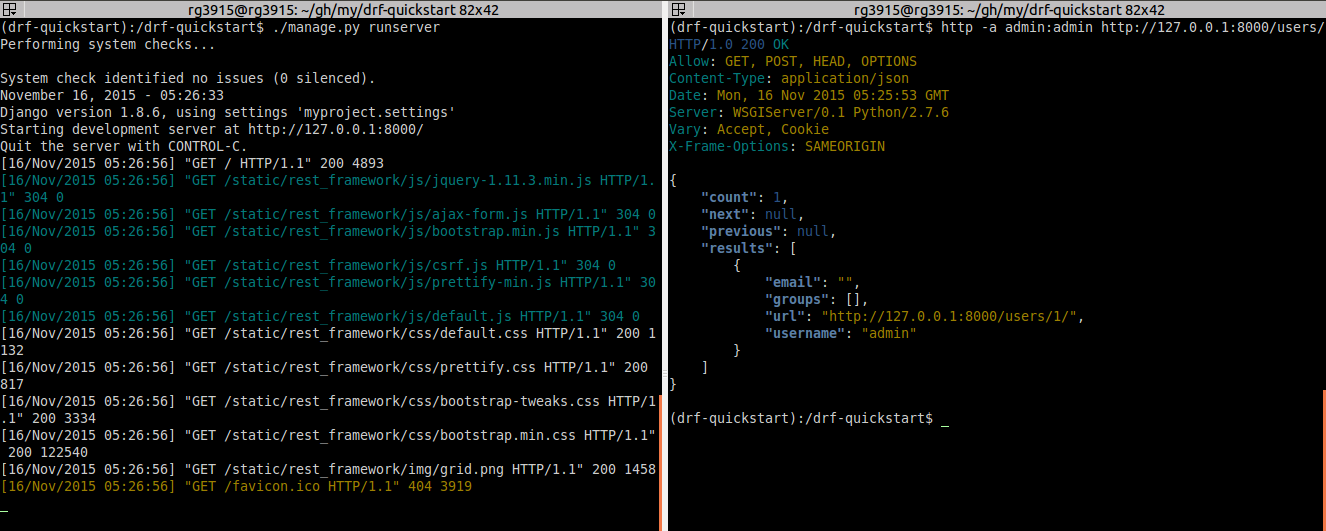 rg3915@rg3915: ~/gh/my/drf-quickstart 82x42
(drf-quickstart):/drf-quickstart$ ./manage.py runserver
Performing system checks...
System check identified no issues (0 silenced).
November 16, 2015 - 05:26:33
Django version 1.8.6, using settings 'myproject.settings'
Starting development server at http://127.0.0.1:8000/
Quit the server with CONTROL-C.
[16/Nov/2015 05:26:56] "GET / HTTP/1.1" 200 4893
[16/Nov/2015 05:26:56] "GET /static/rest_framework/js/jquery-1.11.3.min.js HTTP/1.
1" 304 0
[16/Nov/2015 05:26:56] "GET /static/rest_framework/js/ajax-form.js HTTP/1.1" 304 0
[16/Nov/2015 05:26:56] "GET /static/rest_framework/js/bootstrap.min.js HTTP/1.1" 3
04 0
[16/Nov/2015 05:26:56] "GET /static/rest_framework/js/csrf.js HTTP/1.1" 304 0
[16/Nov/2015 05:26:56] "GET /static/rest_framework/js/prettify-min.js HTTP/1.1" 30
4 0
[16/Nov/2015 05:26:56] "GET /static/rest_framework/js/default.js HTTP/1.1" 304 0
[16/Nov/2015 05:26:56] "GET /static/rest_framework/css/default.css HTTP/1.1" 200 1
132
[16/Nov/2015 05:26:56] "GET /static/rest_framework/css/prettify.css HTTP/1.1" 200
817
[16/Nov/2015 05:26:56] "GET /static/rest_framework/css/bootstrap-tweaks.css HTTP/1
.1" 200 3334
[16/Nov/2015 05:26:56] "GET /static/rest_framework/css/bootstrap.min.css HTTP/1.1"
200 122540
[16/Nov/2015 05:26:56] "GET /static/rest_framework/img/grid.png HTTP/1.1" 200 1458
[16/Nov/2015 05:26:56] "GET /favicon.ico HTTP/1.1" 404 3919
rg3915@rg3915: ~/gh/my/drf-quickstart 82x42
(drf-quickstart):/drf-quickstart$ http -a admin:admin http://127.0.0.1:8000/users/
HTTP/1.0 200 OK
Allow: GET, POST, HEAD, OPTIONS
Content-Type: application/json
Date: Mon, 16 Nov 2015 05:25:53 GMT
Server: WSGIServer/0.1 Python/2.7.6
Vary: Accept, Cookie
X-Frame-Options: SAMEORIGIN
{
    "count": 1,
    "next": null,
    "previous": null,
    "results": [
        {
            "email": "",
            "groups": [],
            "url": "http://127.0.0.1:8000/users/1/",
            "username": "admin"
        }
    ]
}
(drf-quickstart):/drf-quickstart$ _